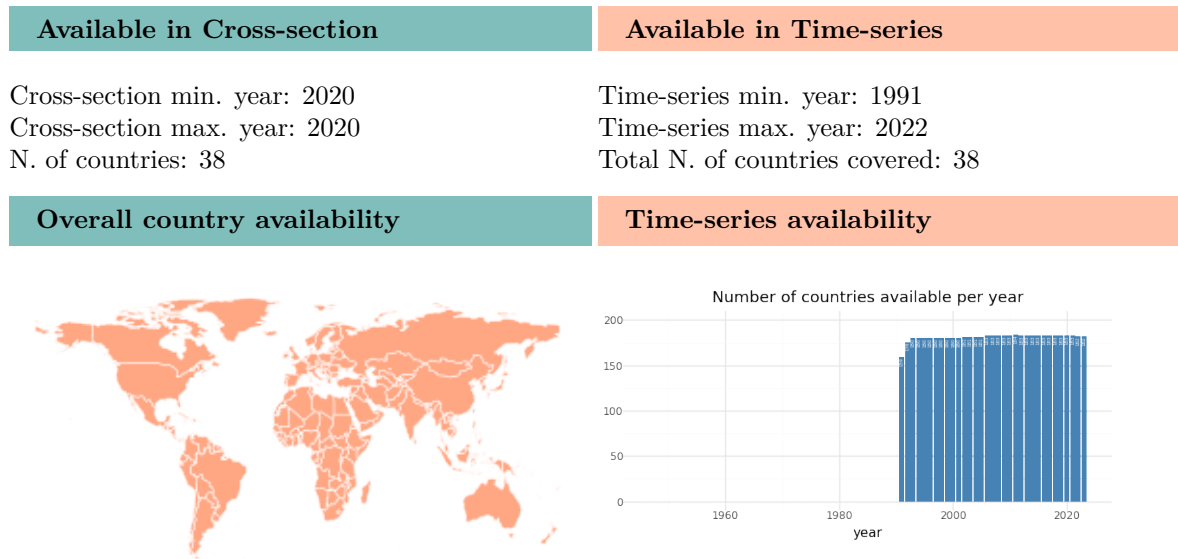 Available in Cross-section
Available in Time-series
Cross-section min. year: 2020
Cross-section max. year: 2020
N. of countries: 38
Time-series min. year: 1991
Time-series max. year: 2022
Total N. of countries covered: 38
Overall country availability
Time-series availability
Number of countries available per year
200
150
100
50
0
1960
1980
2000
2020
year